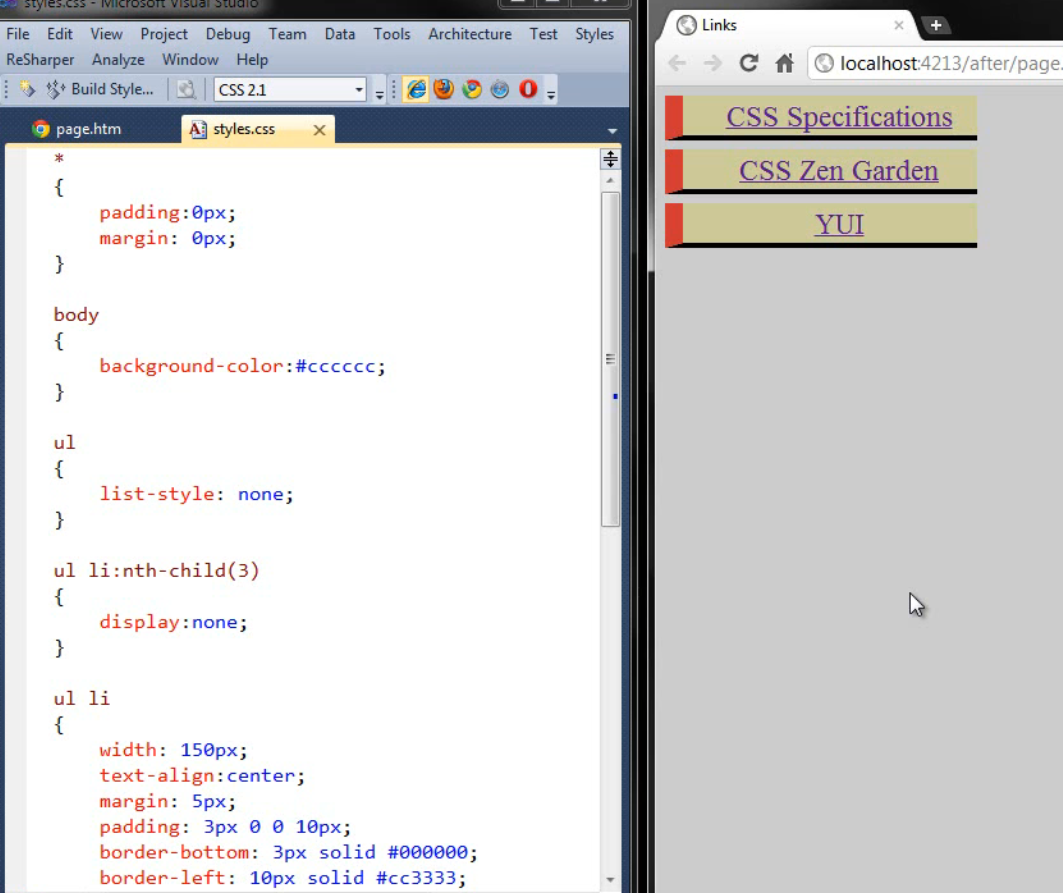 styles.css - Microsoft Visual Studio
File Edit View Project Debug Team Data Tools Architecture Test Styles
ReSharper Analyze Window Help
Build Style... CSS 2.1
page.htm styles.css
*
{
padding:0px;
margin: 0px;
}
body
{
background-color:#cccccc;
}
ul
{
list-style: none;
}
ul li:nth-child(3)
{
display:none;
}
ul li
{
width: 150px;
text-align:center;
margin: 5px;
padding: 3px 0 0 10px;
border-bottom: 3px solid #000000;
border-left: 10px solid #cc3333;
Links
localhost:4213/after/page.
CSS Specifications
CSS Zen Garden
YUI